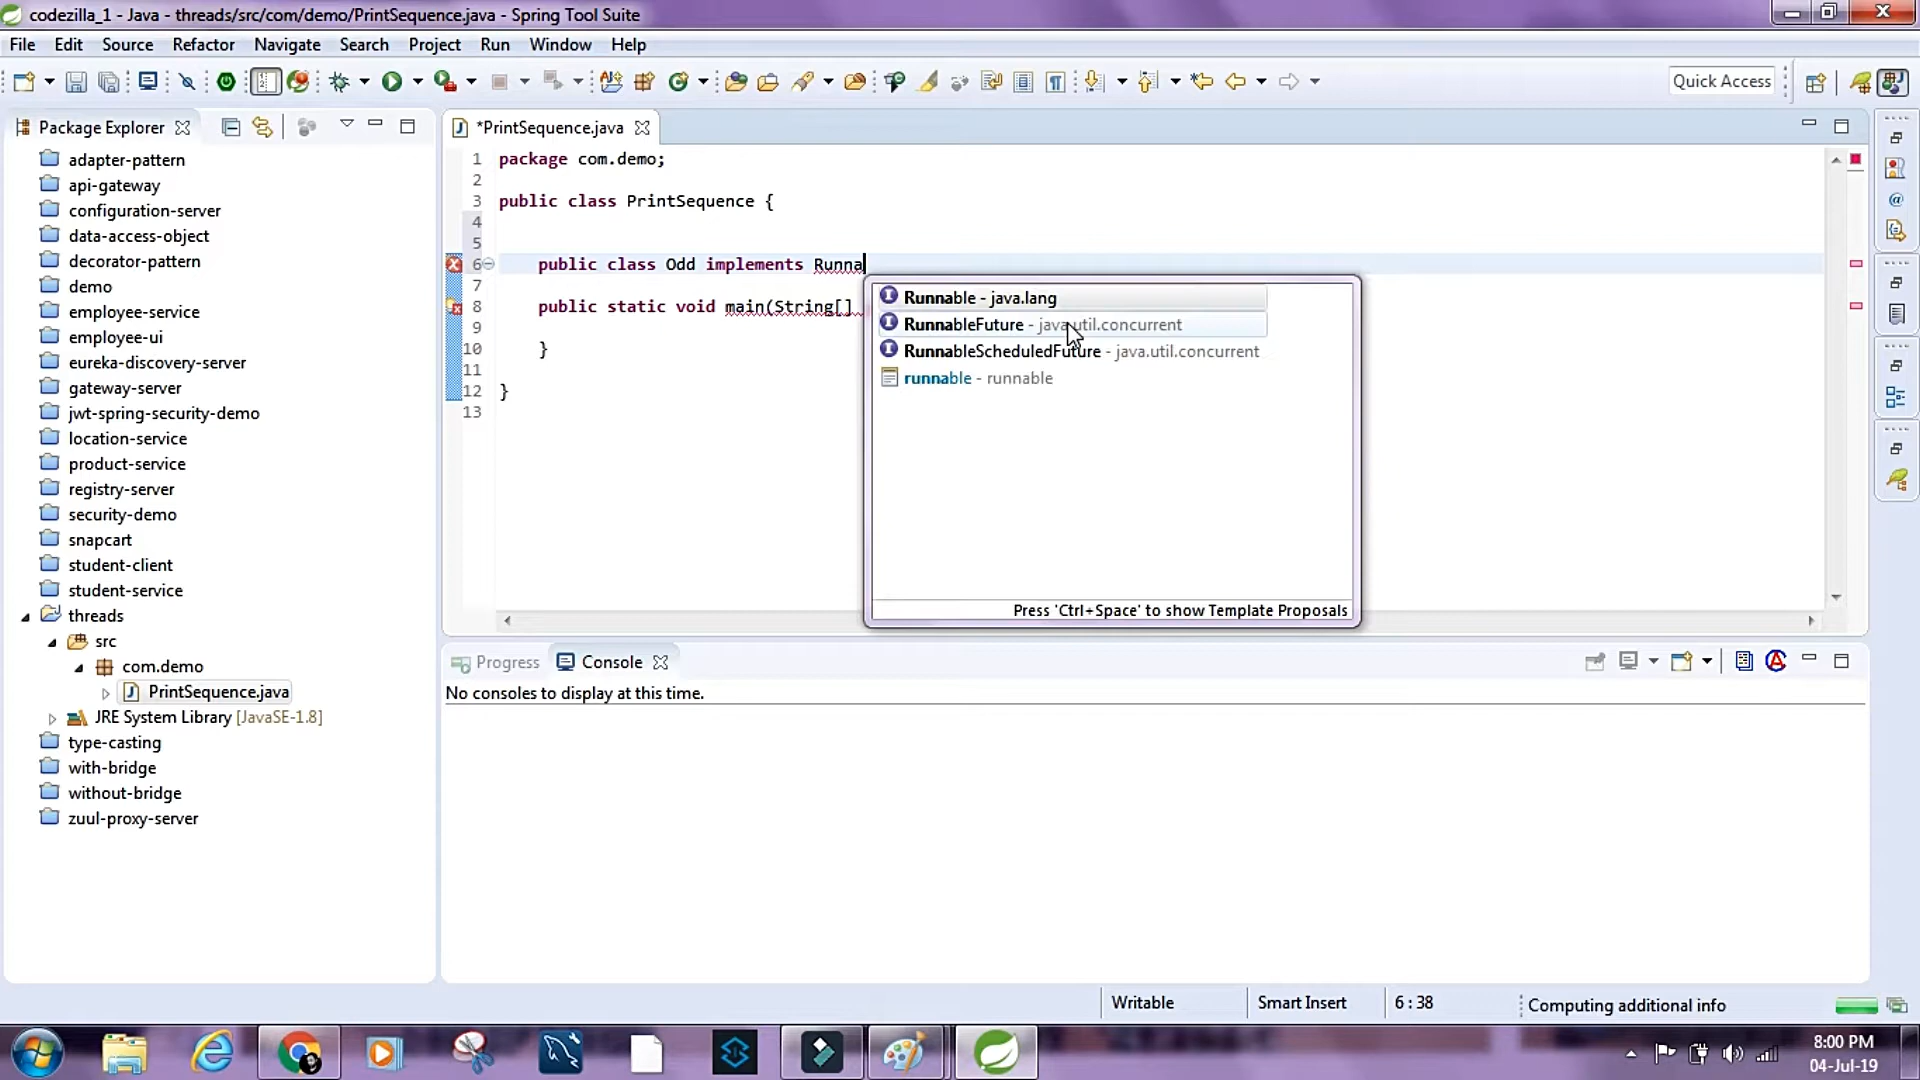 codezilla_1 - Java - threads/src/com/demo/PrintSequence.java - Spring Tool Suite
File Edit Source Refactor Navigate Search Project Run Window Help
Quick Access
Package Explorer
*PrintSequence.java
adapter-pattern
api-gateway
configuration-server
data-access-object
decorator-pattern
demo
employee-service
employee-ui
eureka-discovery-server
gateway-server
jwt-spring-security-demo
location-service
product-service
registry-server
security-demo
snapcart
student-client
student-service
threads
src
com.demo
PrintSequence.java
JRE System Library [JavaSE-1.8]
type-casting
with-bridge
without-bridge
zuul-proxy-server
1 package com.demo;
2
3 public class PrintSequence {
4
5
6 public class Odd implements Runna
7
8 public static void main(String[]
9
10 }
11
12 }
13
Runnable - java.lang
RunnableFuture - java.util.concurrent
RunnableScheduledFuture - java.util.concurrent
runnable - runnable
Press 'Ctrl+Space' to show Template Proposals
Progress Console
No consoles to display at this time.
Writable Smart Insert 6 : 38 Computing additional info
8:00 PM
04-Jul-19